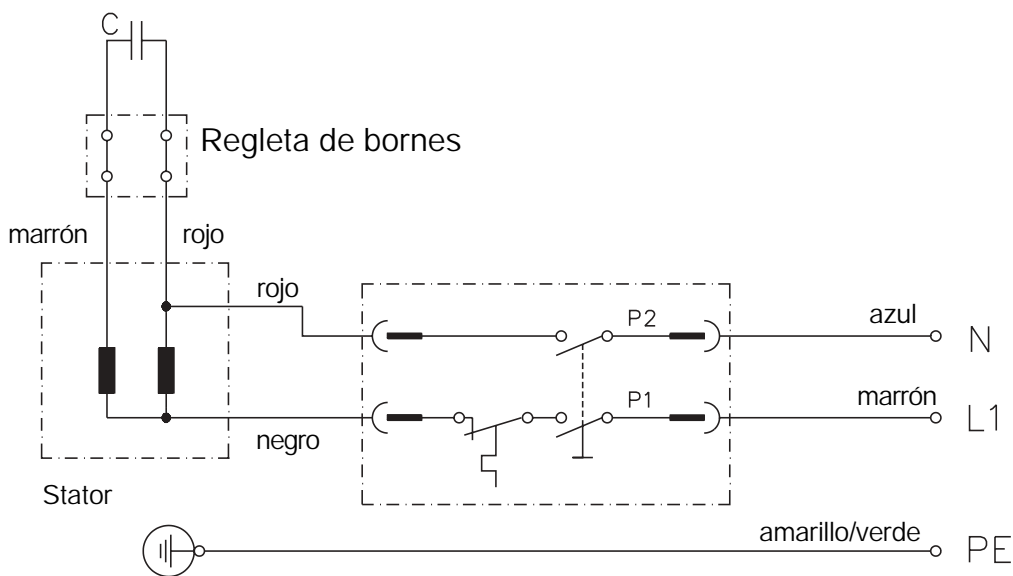 C
Regleta de bornes
marrón
rojo
rojo
P2
azul
N
P1
marrón
L1
negro
Stator
amarillo/verde
PE